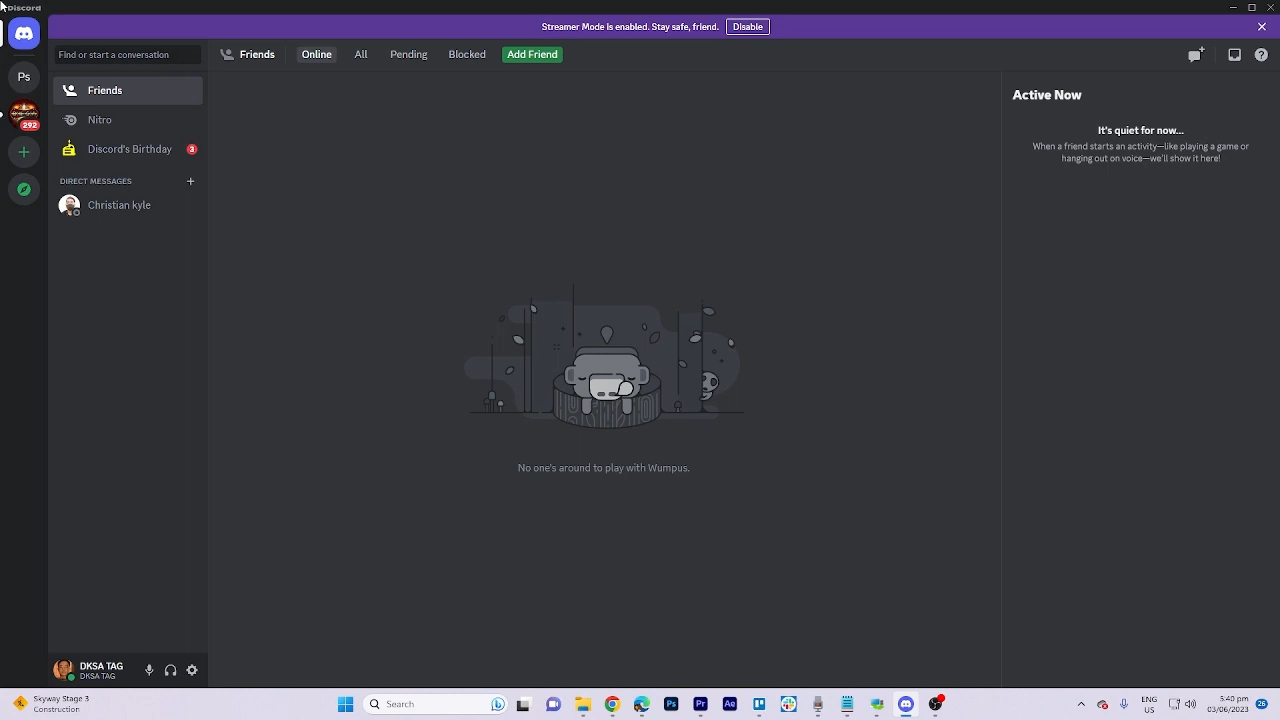 Discord
Streamer Mode is enabled. Stay safe, friend. Disable
Find or start a conversation
Friends Online All Pending Blocked Add Friend
Ps
292
Friends
Nitro
Discord's Birthday 3
DIRECT MESSAGES +
Christian kyle
Active Now
It's quiet for now...
When a friend starts an activity—like playing a game or
hanging out on voice—we'll show it here!
No one's around to play with Wumpus.
DKSA TAG
DKSA TAG
Skyway Stage 3
Construction
Search
Ps Pr Ae
ENG
US
5:40 pm
03/06/2023
26